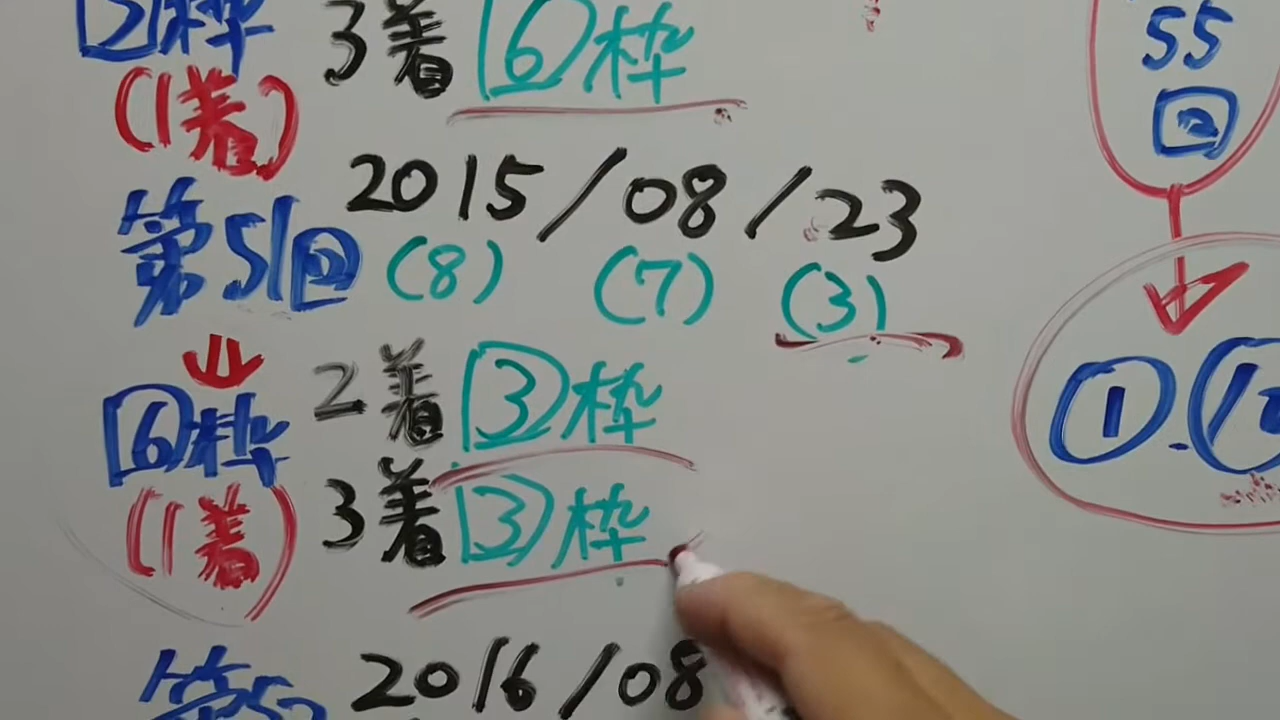 ②枠 3着 ⑥枠
(1着)
2015/08/23
第51回 (8) (7) (3)
⑥枠 2着 ③枠
(1着) 3着 ③枠
2016/08
55
回
①-